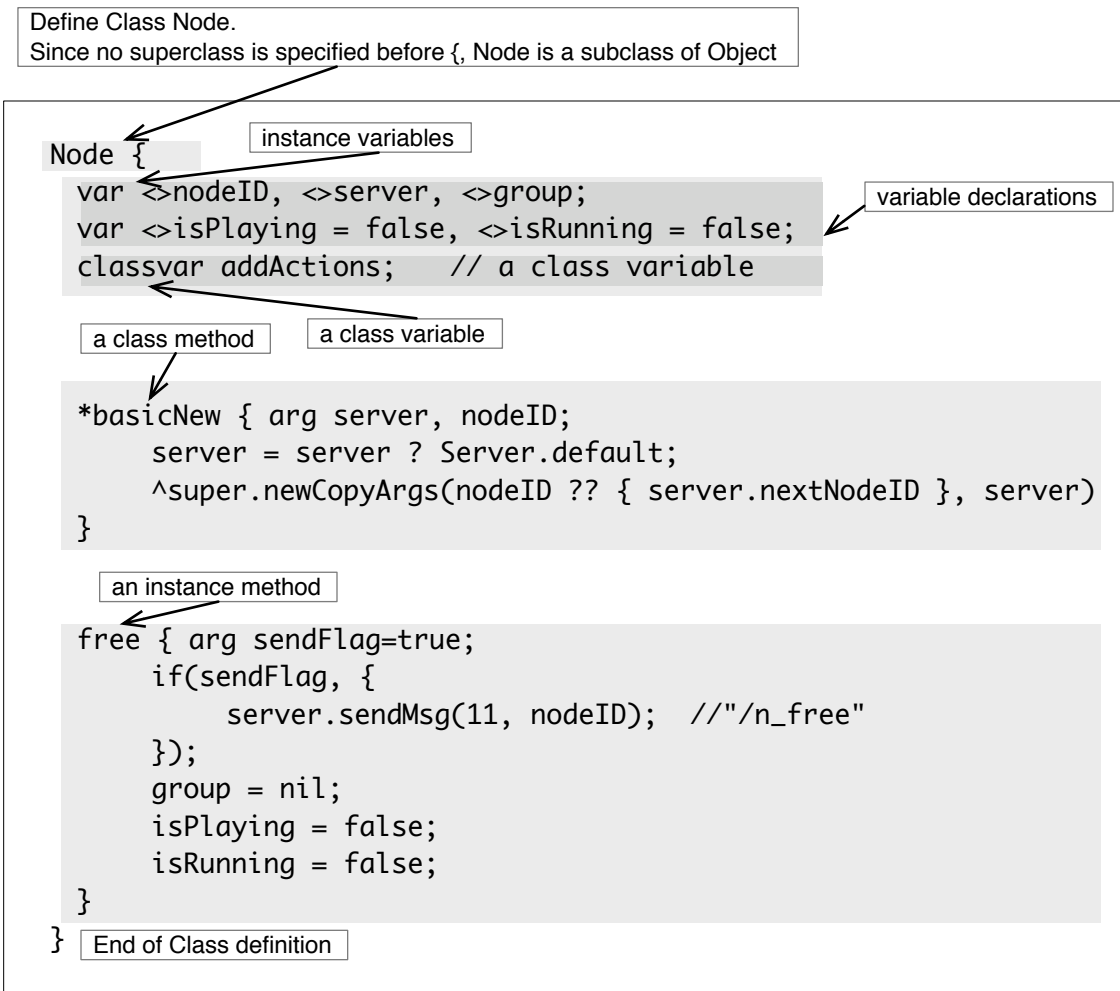 Define Class Node.
Since no superclass is specified before {, Node is a subclass of Object
Node {
instance variables
var <>nodeID, <>server, <>group;
variable declarations
var <>isPlaying = false, <>isRunning = false;
classvar addActions;   // a class variable
a class method
a class variable
*basicNew { arg server, nodeID;
server = server ? Server.default;
^super.newCopyArgs(nodeID ?? { server.nextNodeID }, server)
}
an instance method
free { arg sendFlag=true;
if(sendFlag, {
server.sendMsg(11, nodeID);  //"/n_free"
});
group = nil;
isPlaying = false;
isRunning = false;
}
} End of Class definition